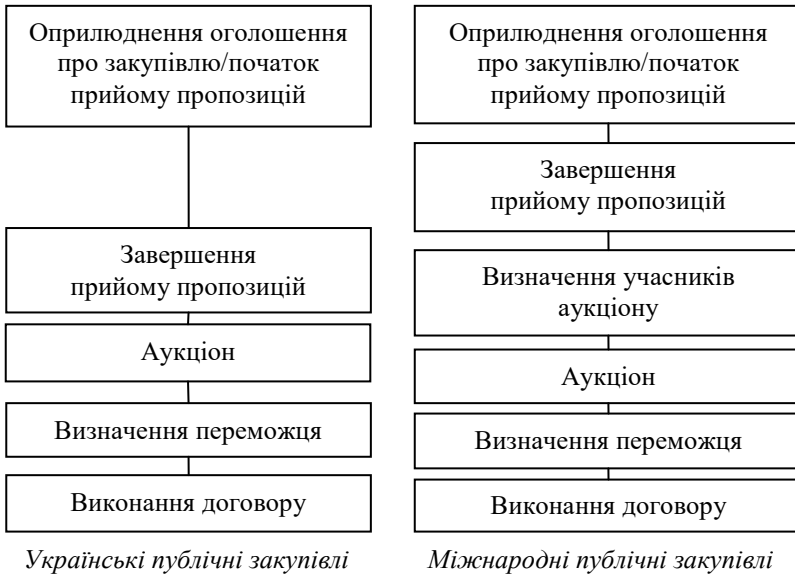 Оприлюднення оголошення
про закупівлю/початок
прийому пропозицій
Завершення
прийому пропозицій
Аукціон
Визначення переможця
Виконання договору
Українські публічні закупівлі
Оприлюднення оголошення
про закупівлю/початок
прийому пропозицій
Завершення
прийому пропозицій
Визначення учасників
аукціону
Аукціон
Визначення переможця
Виконання договору
Міжнародні публічні закупівлі